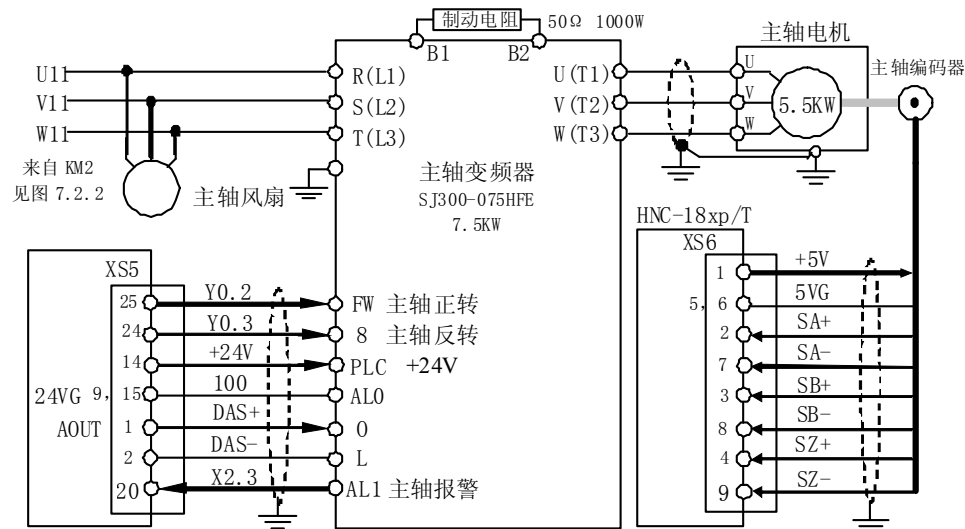 制动电阻 50Ω 1000W
B1 B2
主轴电机
主轴编码器
U11 R(L1) U(T1) U
V11 S(L2) V(T2) V 5.5KW
W11 T(L3) W(T3) W
来自 KM2
见图 7.2.2
主轴风扇
主轴变频器
SJ300-075HFE
7.5KW
XS5
25 Y0.2 FW 主轴正转
24 Y0.3 8 主轴反转
14 +24V PLC +24V
24VG 9, 15 100 AL0
AOUT 1 DAS+ O
2 DAS- L
20 X2.3 AL1 主轴报警
HNC-18xp/T
XS6
1 +5V
5, 6 5VG
2 SA+
7 SA-
3 SB+
8 SB-
4 SZ+
9 SZ-